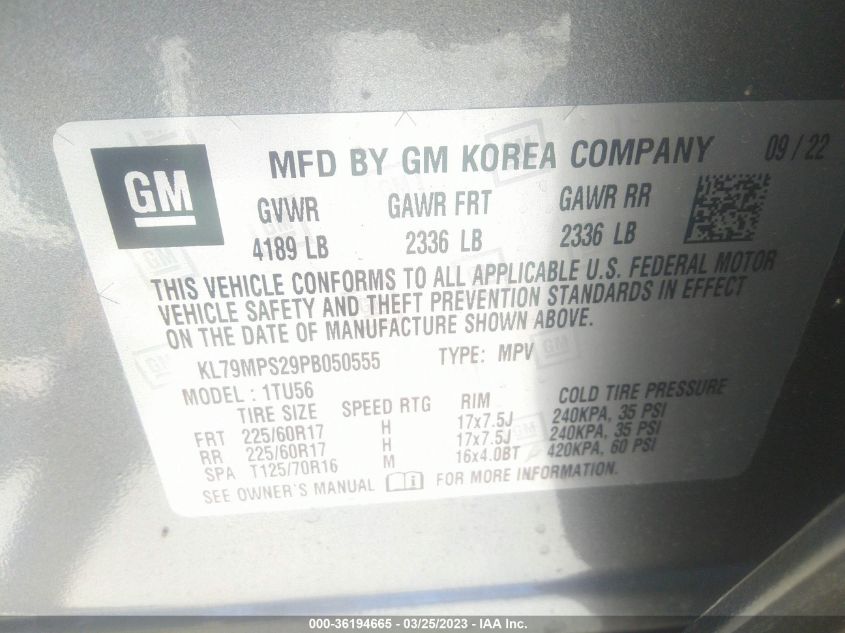 GM
MFD BY GM KOREA COMPANY 09 / 22
GVWR GAWR FRT GAWR RR
4189 LB 2336 LB 2336 LB
THIS VEHICLE CONFORMS TO ALL APPLICABLE U.S. FEDERAL MOTOR
VEHICLE SAFETY AND THEFT PREVENTION STANDARDS IN EFFECT
ON THE DATE OF MANUFACTURE SHOWN ABOVE.
KL79MPS29PB050555 TYPE: MPV
MODEL : 1TU56
TIRE SIZE SPEED RTG RIM COLD TIRE PRESSURE
FRT 225/60R17 H 17x7.5J 240KPA, 35 PSI
RR 225/60R17 H 17x7.5J 240KPA, 35 PSI
SPA T125/70R16 M 16x4.0BT 420KPA, 60 PSI
SEE OWNER'S MANUAL FOR MORE INFORMATION.
000-36194665 - 03/25/2023 - IAA Inc.